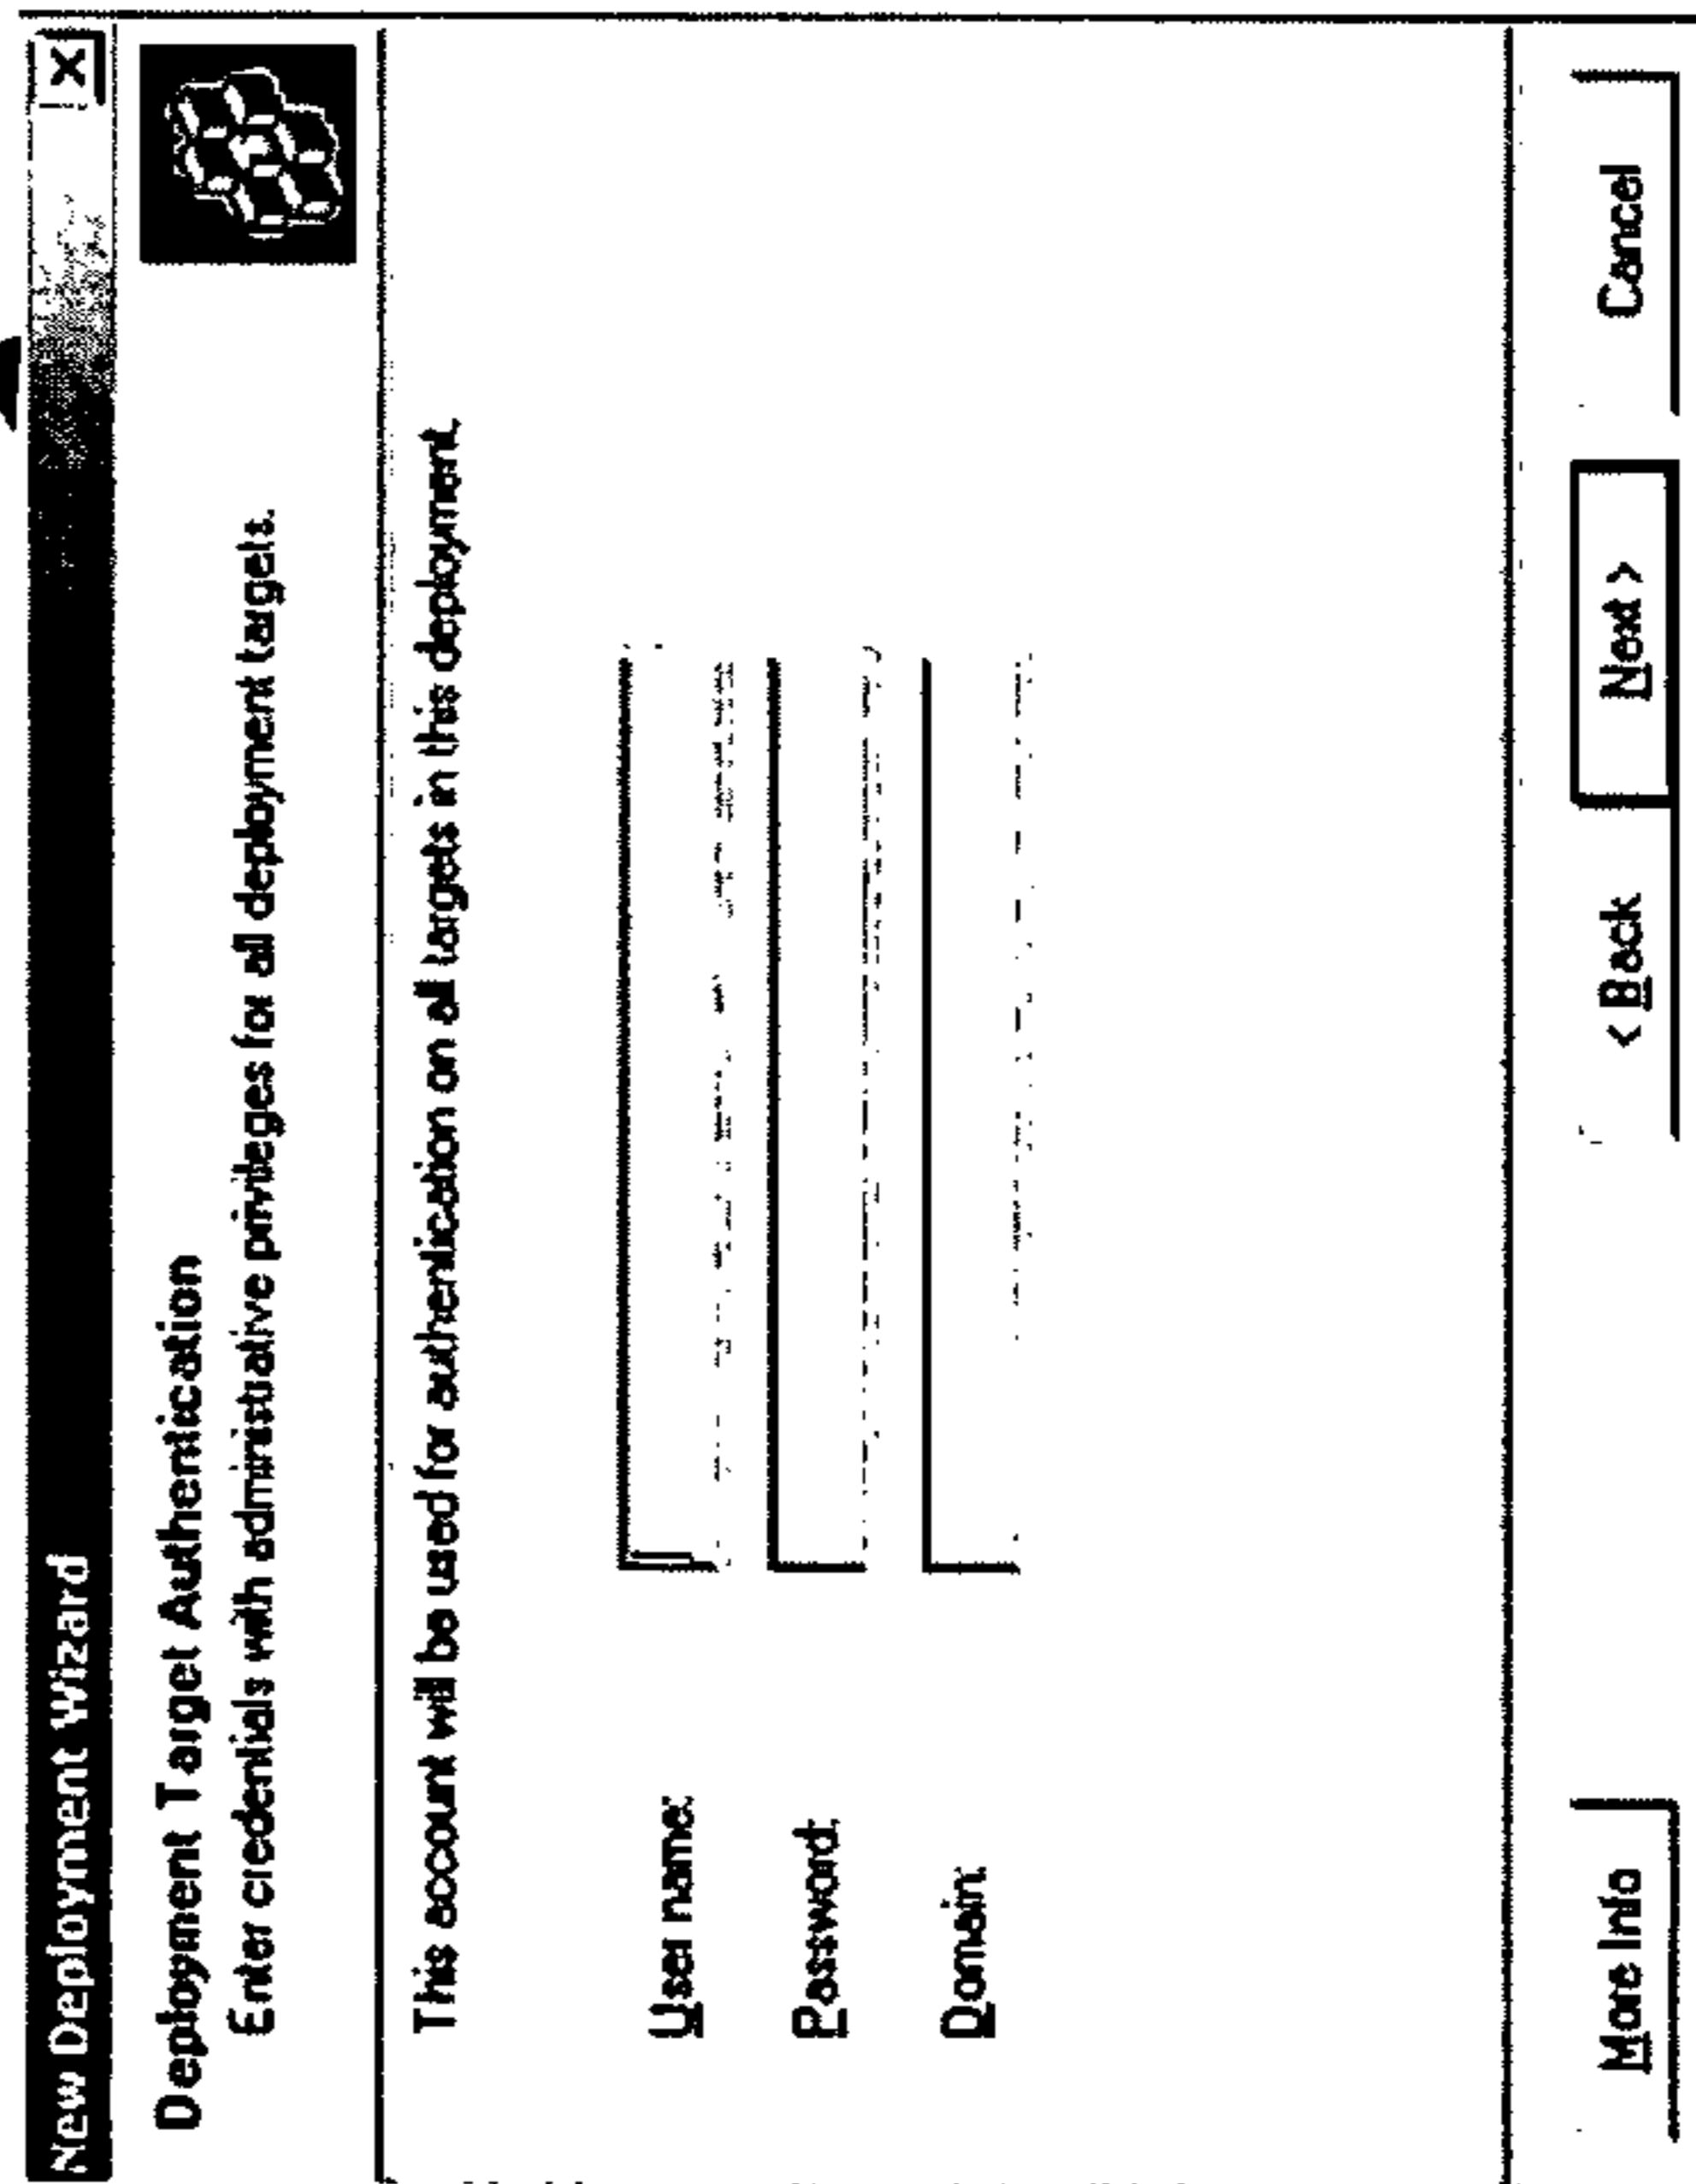 New Deployment Wizard
Deployment Target Authentication
Enter credentials with administrative privileges for all deployment targets.
This account will be used for authentication on all targets in this deployment.
User name:
Password:
Domain:
More Info
< Back
Next >
Cancel